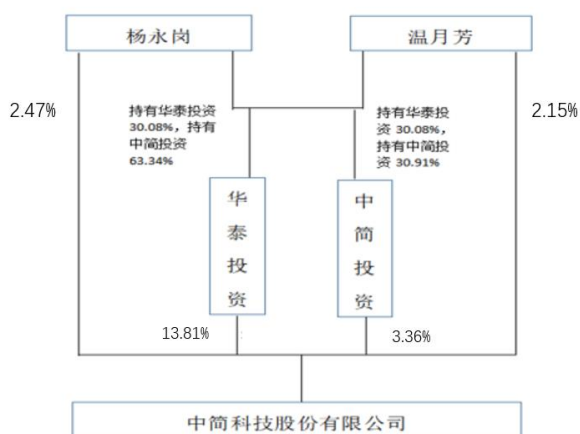 杨永岗
温月芳
2.47%
2.15%
持有华泰投资
30.08%，持有
中简投资
63.34%
持有华泰投
资 30.08%，
持有中简投
资 30.91%
华
泰
投
资
中
简
投
资
13.81%
3.36%
中简科技股份有限公司